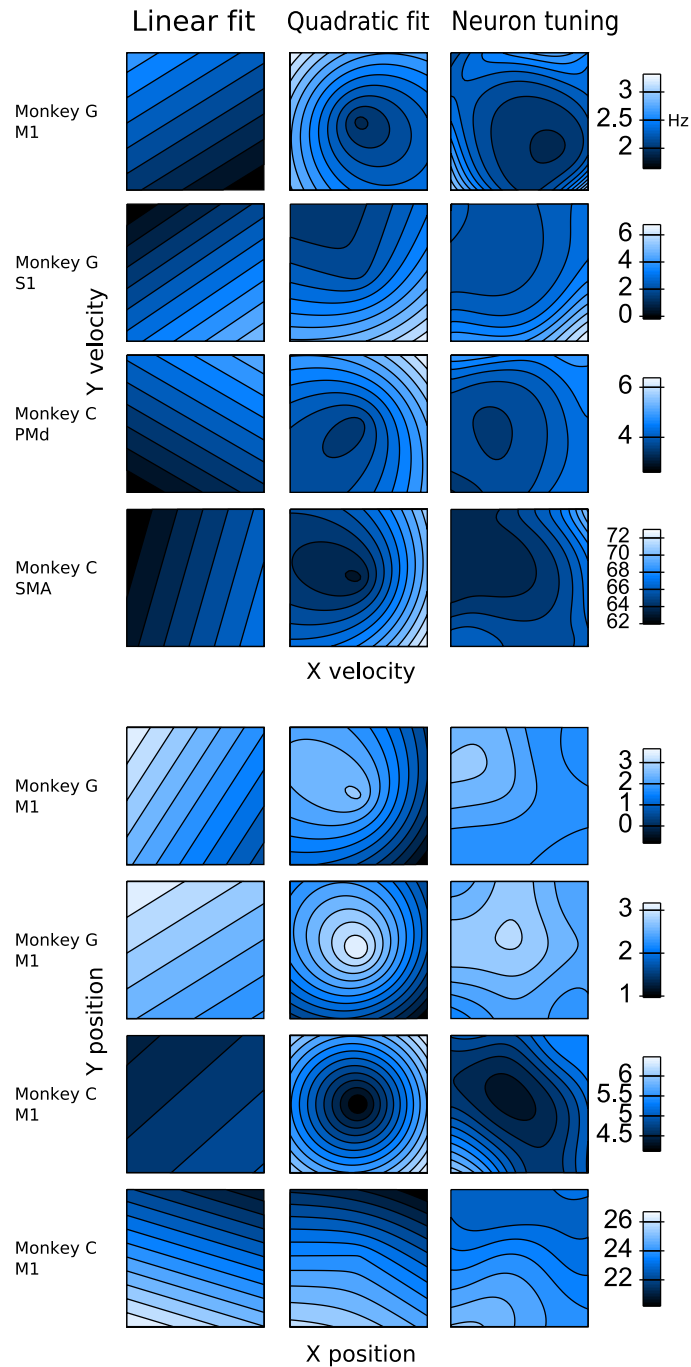 Linear fit
Quadratic fit
Neuron tuning
Monkey G
M1
3
2.5
Hz
2
Monkey G
S1
6
4
2
0
Y velocity
Monkey C
PMd
6
4
Monkey C
SMA
72
70
68
66
64
62
X velocity
Monkey G
M1
3
2
1
0
Monkey G
M1
3
2
1
Y position
Monkey C
M1
6
5.5
5
4.5
Monkey C
M1
26
24
22
X position